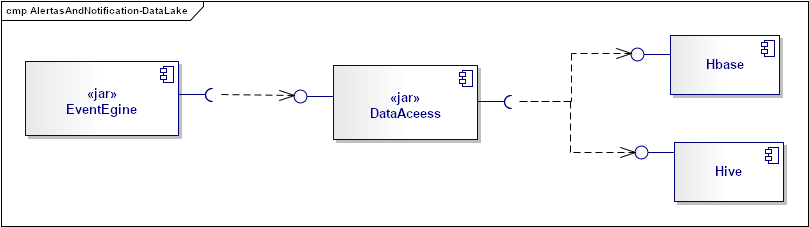 cmp AlertasAndNotification-DataLake
«jar»
EventEgine
«jar»
DataAceess
Hbase
Hive